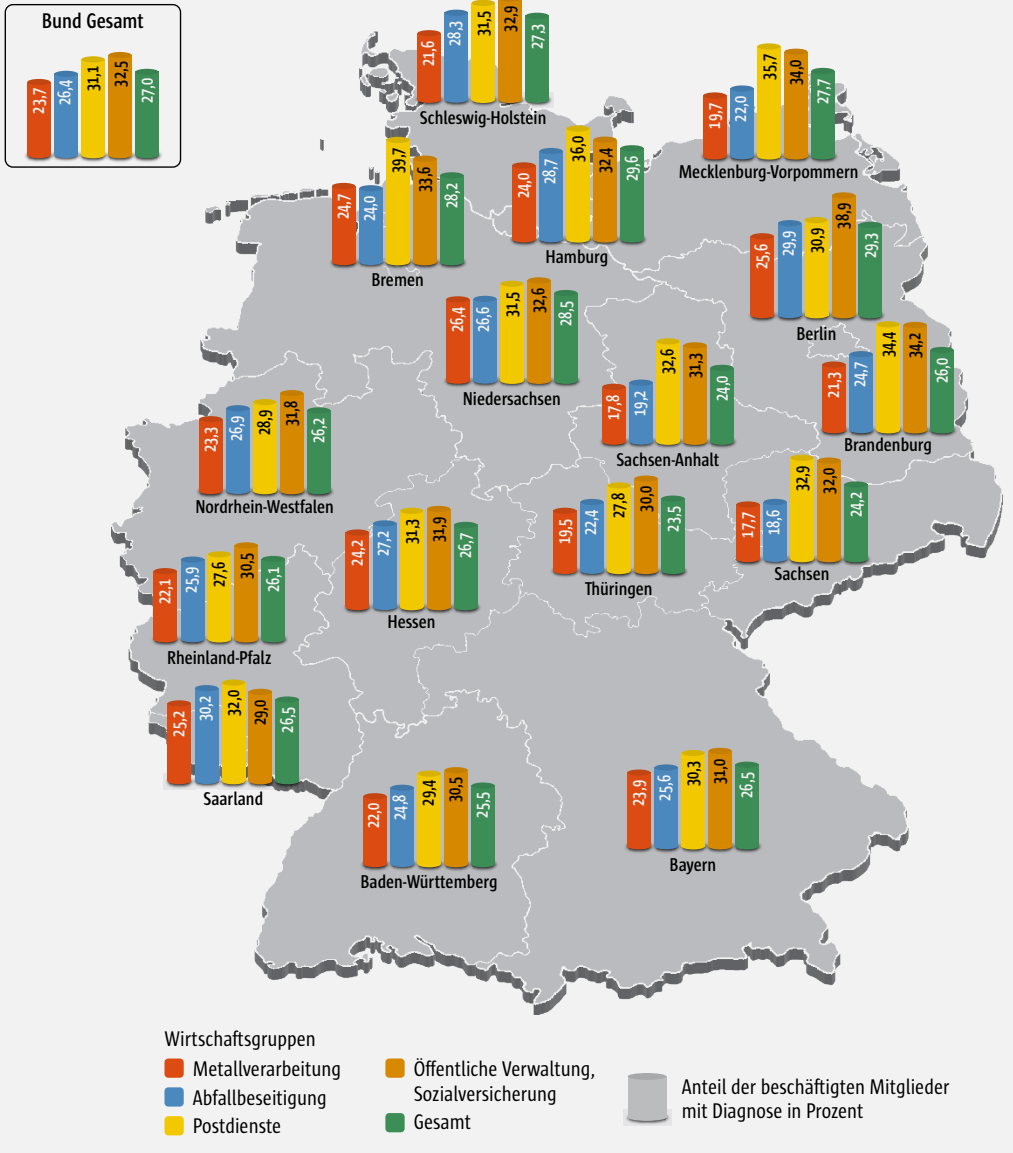 Bund Gesamt
23,7 26,4 31,1 32,5 27,0
21,6 28,3 31,5 32,9 27,3
Schleswig-Holstein
19,7 22,0 35,7 34,0 27,7
Mecklenburg-Vorpommern
24,7 24,0 39,7 33,6 28,2
Bremen
24,0 28,7 36,0 32,4 29,6
Hamburg
25,6 29,9 30,9 38,9 29,3
Berlin
26,4 26,6 31,5 32,6 28,5
Niedersachsen
17,8 19,2 32,6 31,3 24,0
Sachsen-Anhalt
21,3 24,7 34,4 34,2 26,0
Brandenburg
23,3 26,9 28,9 31,8 26,2
Nordrhein-Westfalen
24,2 27,2 31,3 31,9 26,7
Hessen
19,5 22,4 27,8 30,0 23,5
Thüringen
17,7 18,6 32,9 32,0 24,2
Sachsen
22,1 25,9 27,6 30,5 26,1
Rheinland-Pfalz
25,2 30,2 32,0 29,0 26,5
Saarland
22,0 24,8 29,4 30,5 25,5
Baden-Württemberg
23,9 25,6 30,3 31,0 26,5
Bayern
Wirtschaftsgruppen
Metallverarbeitung
Abfallbeseitigung
Postdienste
Öffentliche Verwaltung,
Sozialversicherung
Gesamt
Anteil der beschäftigten Mitglieder
mit Diagnose in Prozent